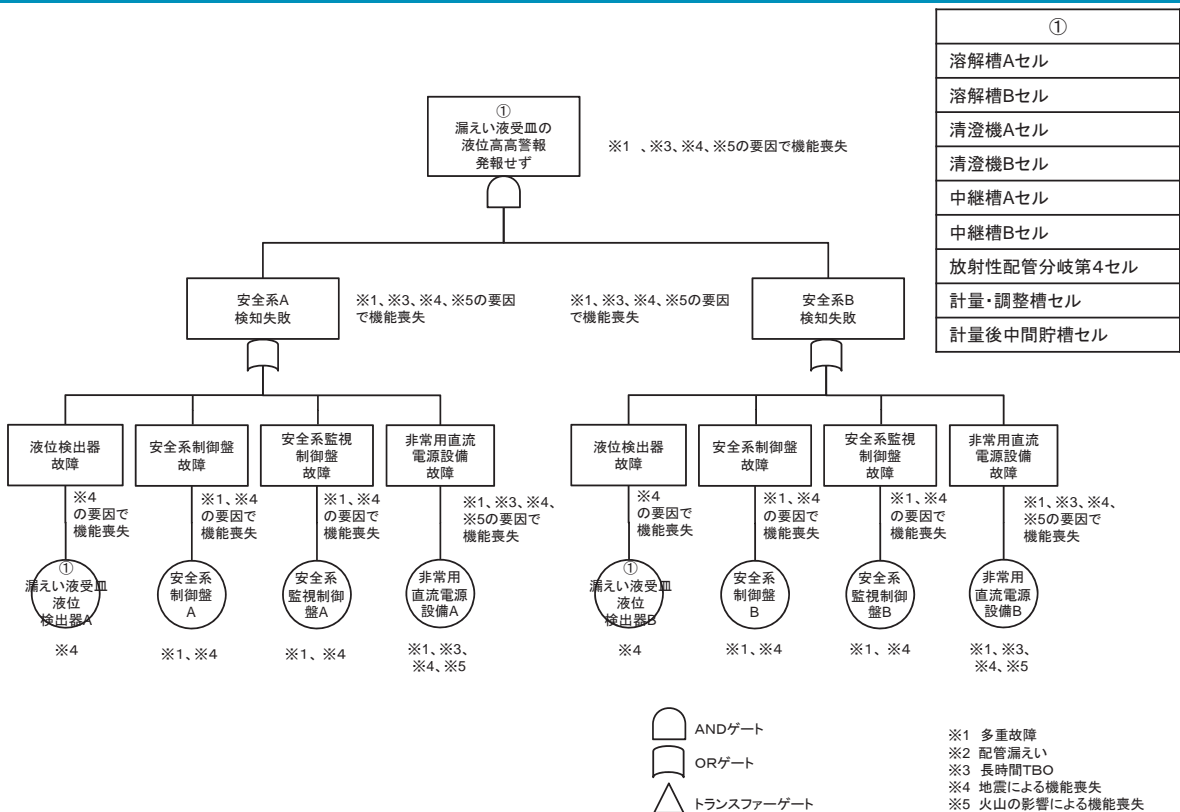 ①
溶解槽Aセル
溶解槽Bセル
清澄機Aセル
清澄機Bセル
中継槽Aセル
中継槽Bセル
放射性配管分岐第4セル
計量・調整槽セル
計量後中間貯槽セル
①
漏えい液受皿の
液位高高警報
発報せず
※1 、※3、※4、※5の要因で機能喪失
安全系A
検知失敗
※1、※3、※4、※5の要因
で機能喪失
※1、※3、※4、※5の要因
で機能喪失
安全系B
検知失敗
液位検出器
故障
安全系制御盤
故障
安全系監視
制御盤
故障
非常用直流
電源設備
故障
液位検出器
故障
安全系制御盤
故障
安全系監視
制御盤
故障
非常用直流
電源設備
故障
※4
の要因で
機能喪失
※1、※4
の要因で
機能喪失
※1、※4
の要因で
機能喪失
※1、※3、※4、
※5の要因で
機能喪失
※4
の要因で
機能喪失
※1、※4
の要因で
機能喪失
※1、※4
の要因で
機能喪失
※1、※3、※4、
※5の要因で
機能喪失
①
漏えい液受皿
液位
検出器A
安全系
制御盤
A
安全系
監視制御
盤A
非常用
直流電源
設備A
①
漏えい液受皿
液位
検出器B
安全系
制御盤
B
安全系
監視制御
盤B
非常用
直流電源
設備B
※4
※1、※4
※1、※4
※1、※3、
※4、※5
※4
※1、※4
※1、※4
※1、※3、
※4、※5
ANDゲート
ORゲート
トランスファーゲート
※1 多重故障
※2 配管漏えい
※3 長時間TBO
※4 地震による機能喪失
※5 火山の影響による機能喪失